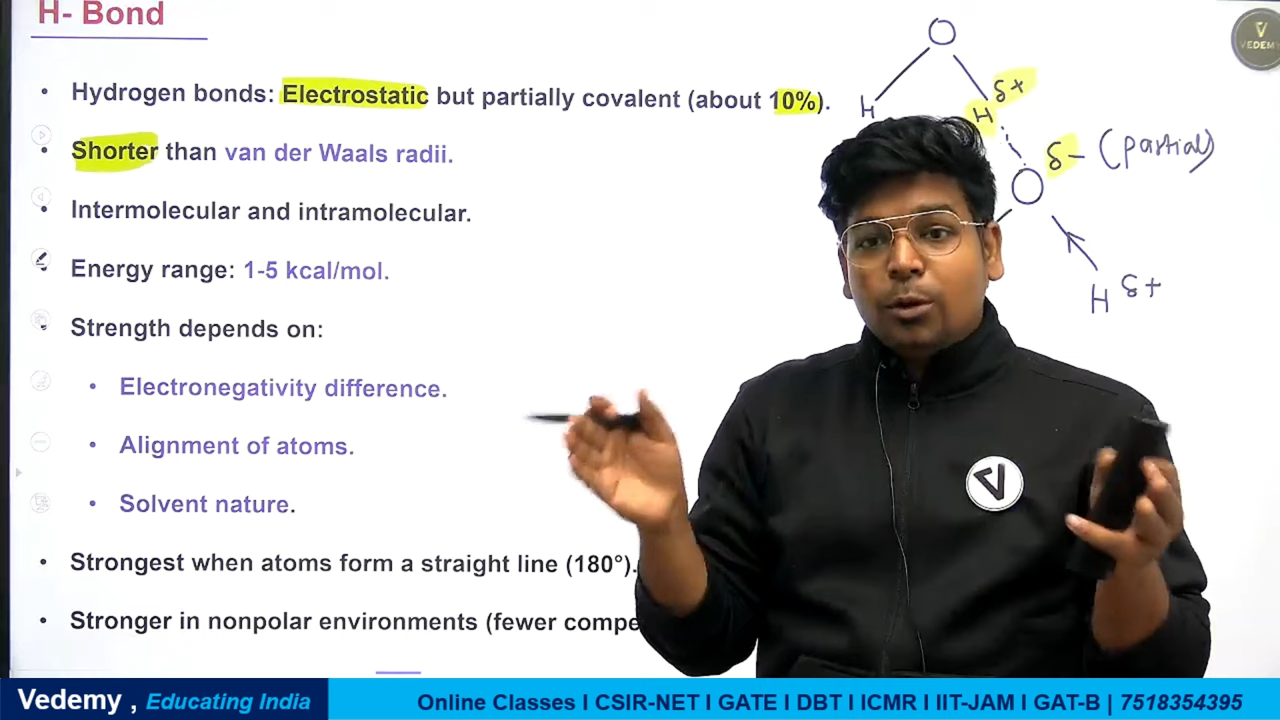 H- Bond
• Hydrogen bonds: Electrostatic but partially covalent (about 10%).
• Shorter than van der Waals radii.
• Intermolecular and intramolecular.
Energy range: 1-5 kcal/mol.
Strength depends on:
• Electronegativity difference.
• Alignment of atoms.
• Solvent nature.
• Strongest when atoms form a straight line (180°).
• Stronger in nonpolar environments (fewer compe
O
H
H
δ+
O
δ- (partial)
H δ+
V
VEDEMY
Vedemy , Educating India
Online Classes I CSIR-NET I GATE I DBT I ICMR I IIT-JAM I GAT-B | 7518354395